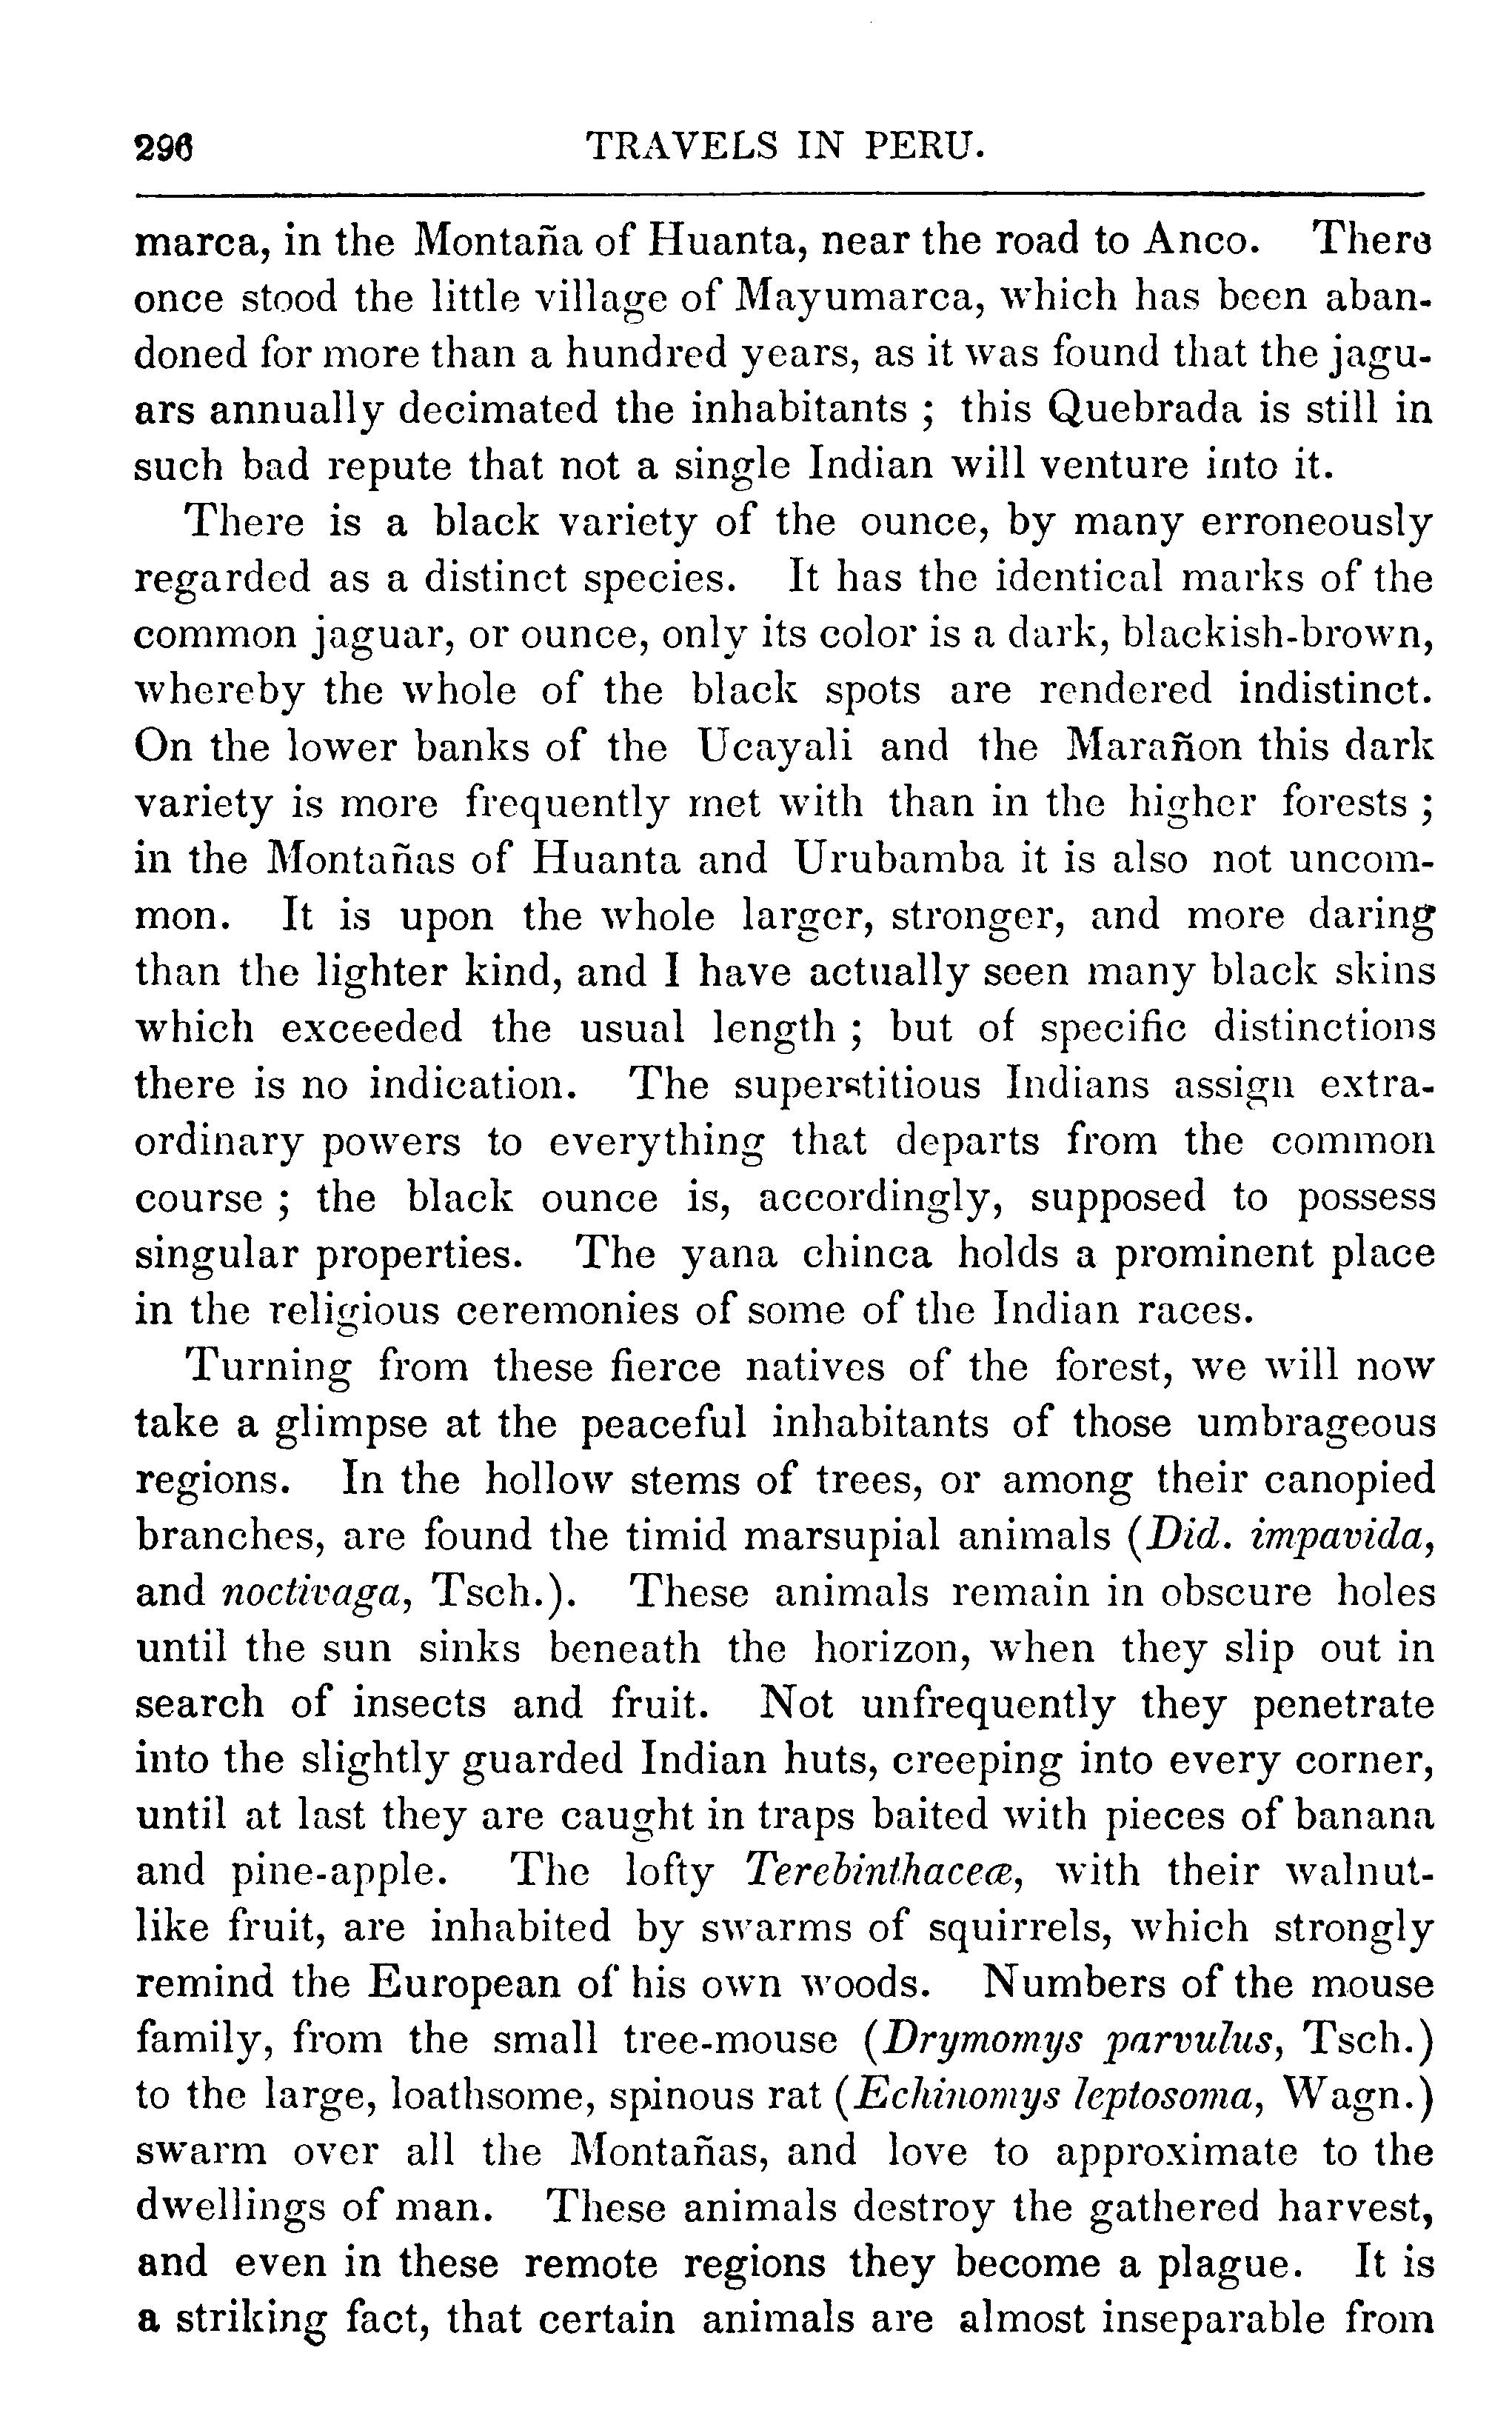 296 TRAVELS IN PERU.
marca, in the Montaña of Huanta, near the road to Anco. There
once stood the little village of Mayumarca, which has been aban-
doned for more than a hundred years, as it was found that the jagu-
ars annually decimated the inhabitants ; this Quebrada is still in
such bad repute that not a single Indian will venture into it.
There is a black variety of the ounce, by many erroneously
regarded as a distinct species. It has the identical marks of the
common jaguar, or ounce, only its color is a dark, blackish-brown,
whereby the whole of the black spots are rendered indistinct.
On the lower banks of the Ucayali and the Marañon this dark
variety is more frequently met with than in the higher forests ;
in the Montañas of Huanta and Urubamba it is also not uncom-
mon. It is upon the whole larger, stronger, and more daring
than the lighter kind, and I have actually seen many black skins
which exceeded the usual length ; but of specific distinctions
there is no indication. The superstitious Indians assign extra-
ordinary powers to everything that departs from the common
course ; the black ounce is, accordingly, supposed to possess
singular properties. The yana chinca holds a prominent place
in the religious ceremonies of some of the Indian races.
Turning from these fierce natives of the forest, we will now
take a glimpse at the peaceful inhabitants of those umbrageous
regions. In the hollow stems of trees, or among their canopied
branches, are found the timid marsupial animals (Did. impavida,
and noctivaga, Tsch.). These animals remain in obscure holes
until the sun sinks beneath the horizon, when they slip out in
search of insects and fruit. Not unfrequently they penetrate
into the slightly guarded Indian huts, creeping into every corner,
until at last they are caught in traps baited with pieces of banana
and pine-apple. The lofty Terebinthaceæ, with their walnut-
like fruit, are inhabited by swarms of squirrels, which strongly
remind the European of his own woods. Numbers of the mouse
family, from the small tree-mouse (Drymomys parvulus, Tsch.)
to the large, loathsome, spinous rat (Echinomys leptosoma, Wagn.)
swarm over all the Montañas, and love to approximate to the
dwellings of man. These animals destroy the gathered harvest,
and even in these remote regions they become a plague. It is
a striking fact, that certain animals are almost inseparable from